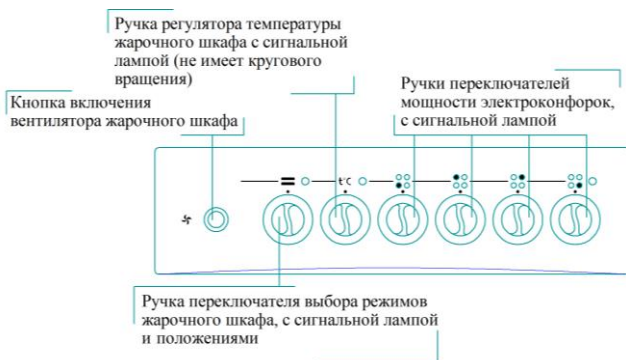 Ручка регулятора температуры
жарочного шкафа с сигнальной
лампой (не имеет кругового
вращения)
Кнопка включения
вентилятора жарочного шкафа
Ручки переключателей
мощности электроконфорок,
с сигнальной лампой
t°C
Ручка переключателя выбора режимов
жарочного шкафа, с сигнальной лампой
и положениями